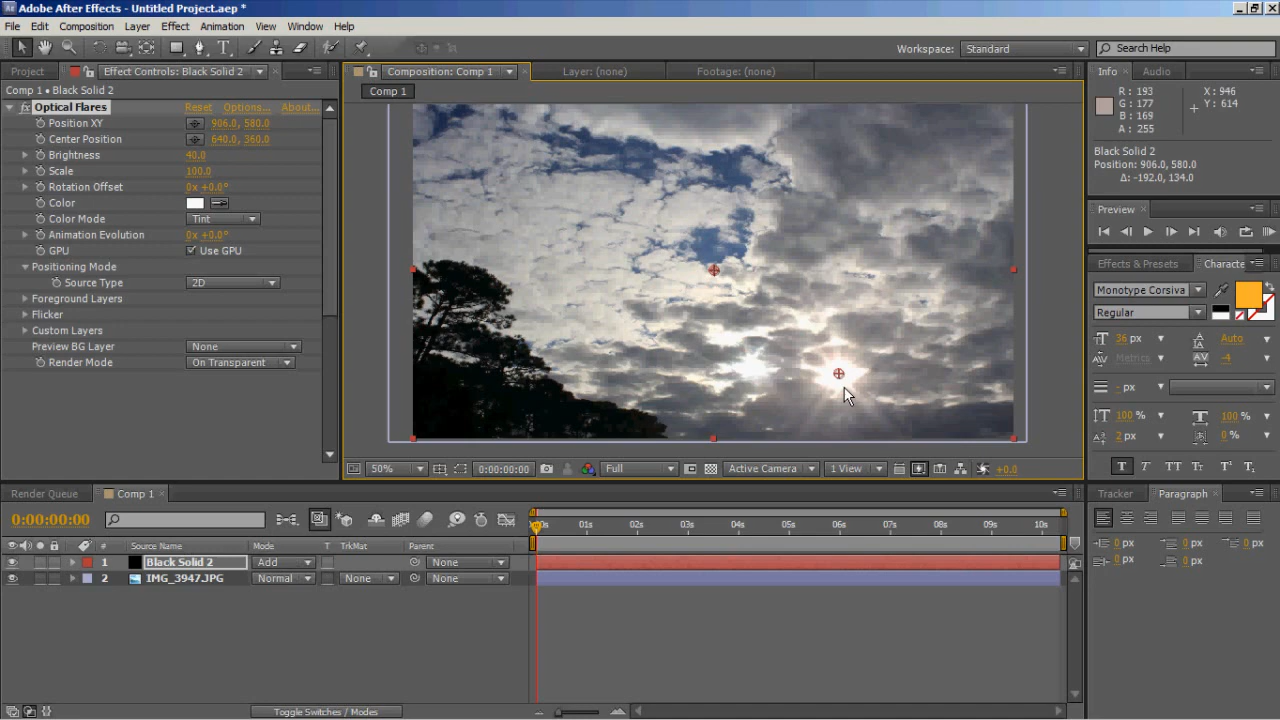 Adobe After Effects - Untitled Project.aep *
File Edit Composition Layer Effect Animation View Window Help
Workspace: Standard Search Help
Project Effect Controls: Black Solid 2 Composition: Comp 1 Layer: (none) Footage: (none) Info Audio
Comp 1 • Black Solid 2 Comp 1
R : 193 X : 946
G : 177 Y : 614
B : 169
A : 255
Optical Flares Reset Options... About...
Position XY 906.0, 580.0
Center Position 640.0, 360.0
Brightness 40.0
Scale 100.0
Rotation Offset 0x +0.0°
Color
Color Mode Tint
Animation Evolution 0x +0.0°
GPU Use GPU
Positioning Mode
Source Type 2D
Foreground Layers
Flicker
Custom Layers
Preview BG Layer None
Render Mode On Transparent
Black Solid 2
Position: 906.0, 580.0
Δ: -192.0, 134.0
Preview
Effects & Presets Characte
Monotype Corsiva
Regular
36 px Auto
Metrics -4
- px
100 % 100 %
2 px 0 %
T T TT Tt T¹ T₁
50% 0:00:00:00 Full Active Camera 1 View +0.0
Render Queue Comp 1
0:00:00:00
00s 01s 02s 03s 04s 05s 06s 07s 08s 09s 10s
# Source Name Mode T TrkMat Parent
1 Black Solid 2 Add None
2 IMG_3947.JPG Normal None None
Toggle Switches / Modes
Tracker Paragraph
0 px 0 px 0 px
0 px 0 px